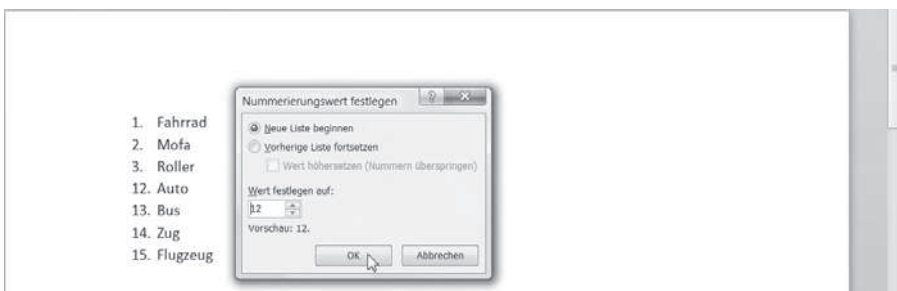 1. Fahrrad
2. Mofa
3. Roller
12. Auto
13. Bus
14. Zug
15. Flugzeug
Nummerierungswert festlegen
Neue Liste beginnen
Vorherige Liste fortsetzen
Wert höhersetzen (Nummern überspringen)
Wert festlegen auf:
12
Vorschau: 12.
OK
Abbrechen